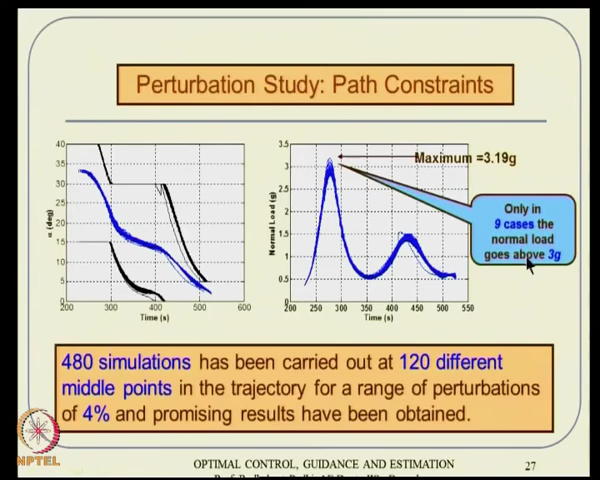 Perturbation Study: Path Constraints
40
35
30
25
20
15
10
5
0
200
300
400
500
600
α (deg)
Time (s)
3.5
3
2.5
2
1.5
1
0.5
0
200
250
300
350
400
450
500
550
Normal Load (g)
Time (s)
Maximum =3.19g
Only in
9 cases the
normal load
goes above 3g
480 simulations has been carried out at 120 different
middle points in the trajectory for a range of perturbations
of 4% and promising results have been obtained.
NPTEL
OPTIMAL CONTROL, GUIDANCE AND ESTIMATION
27